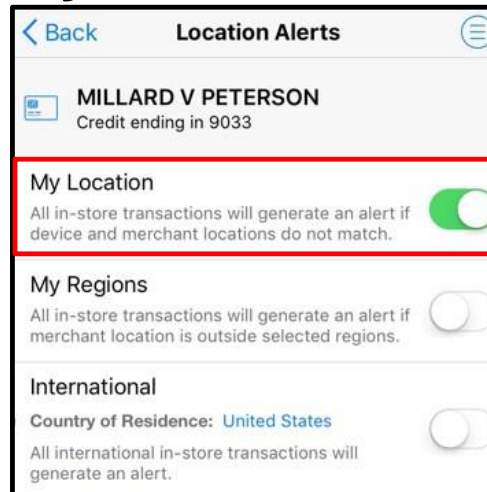 Back
Location Alerts
MILLARD V PETERSON
Credit ending in 9033
My Location
All in-store transactions will generate an alert if
device and merchant locations do not match.
My Regions
All in-store transactions will generate an alert if
merchant location is outside selected regions.
International
Country of Residence: United States
All international in-store transactions will
generate an alert.